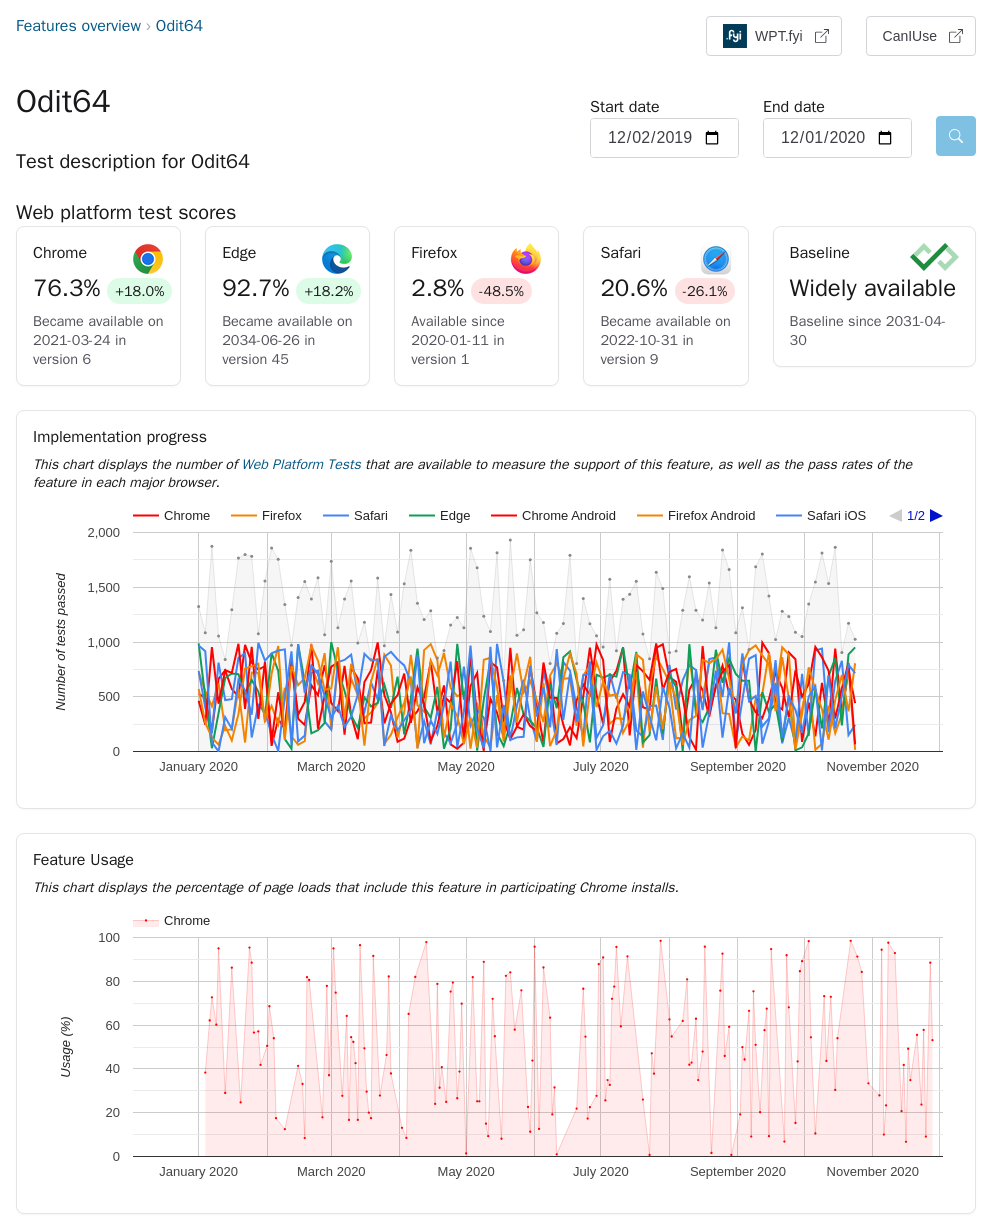 Features overview › Odit64
.fyi WPT.fyi
CanIUse
Odit64
Start date
End date
12/02/2019
12/01/2020
Test description for Odit64
Web platform test scores
Chrome
76.3% +18.0%
Became available on
2021-03-24 in
version 6
Edge
92.7% +18.2%
Became available on
2034-06-26 in
version 45
Firefox
2.8% -48.5%
Available since
2020-01-11 in
version 1
Safari
20.6% -26.1%
Became available on
2022-10-31 in
version 9
Baseline
Widely available
Baseline since 2031-04-
30
Implementation progress
This chart displays the number of Web Platform Tests that are available to measure the support of this feature, as well as the pass rates of the
feature in each major browser.
Chrome Firefox Safari Edge Chrome Android Firefox Android Safari iOS 1/2
Number of tests passed
2,000
1,500
1,000
500
0
January 2020 March 2020 May 2020 July 2020 September 2020 November 2020
Feature Usage
This chart displays the percentage of page loads that include this feature in participating Chrome installs.
Chrome
Usage (%)
100
80
60
40
20
0
January 2020 March 2020 May 2020 July 2020 September 2020 November 2020